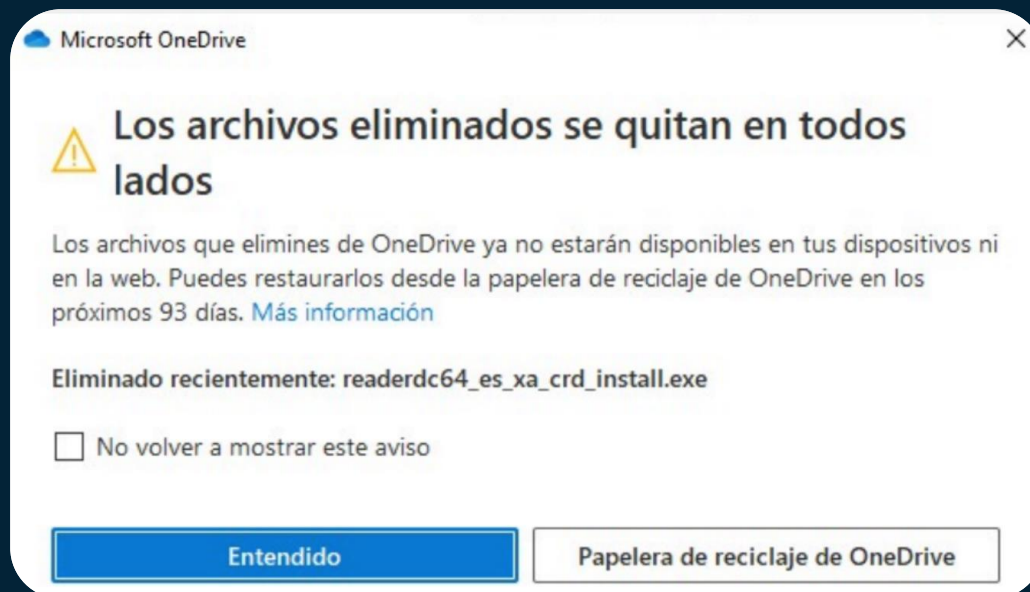 Microsoft OneDrive
Los archivos eliminados se quitan en todos
lados
Los archivos que elimines de OneDrive ya no estarán disponibles en tus dispositivos ni
en la web. Puedes restaurarlos desde la papelera de reciclaje de OneDrive en los
próximos 93 días. Más información
Eliminado recientemente: readerdc64_es_xa_crd_install.exe
No volver a mostrar este aviso
Entendido
Papelera de reciclaje de OneDrive